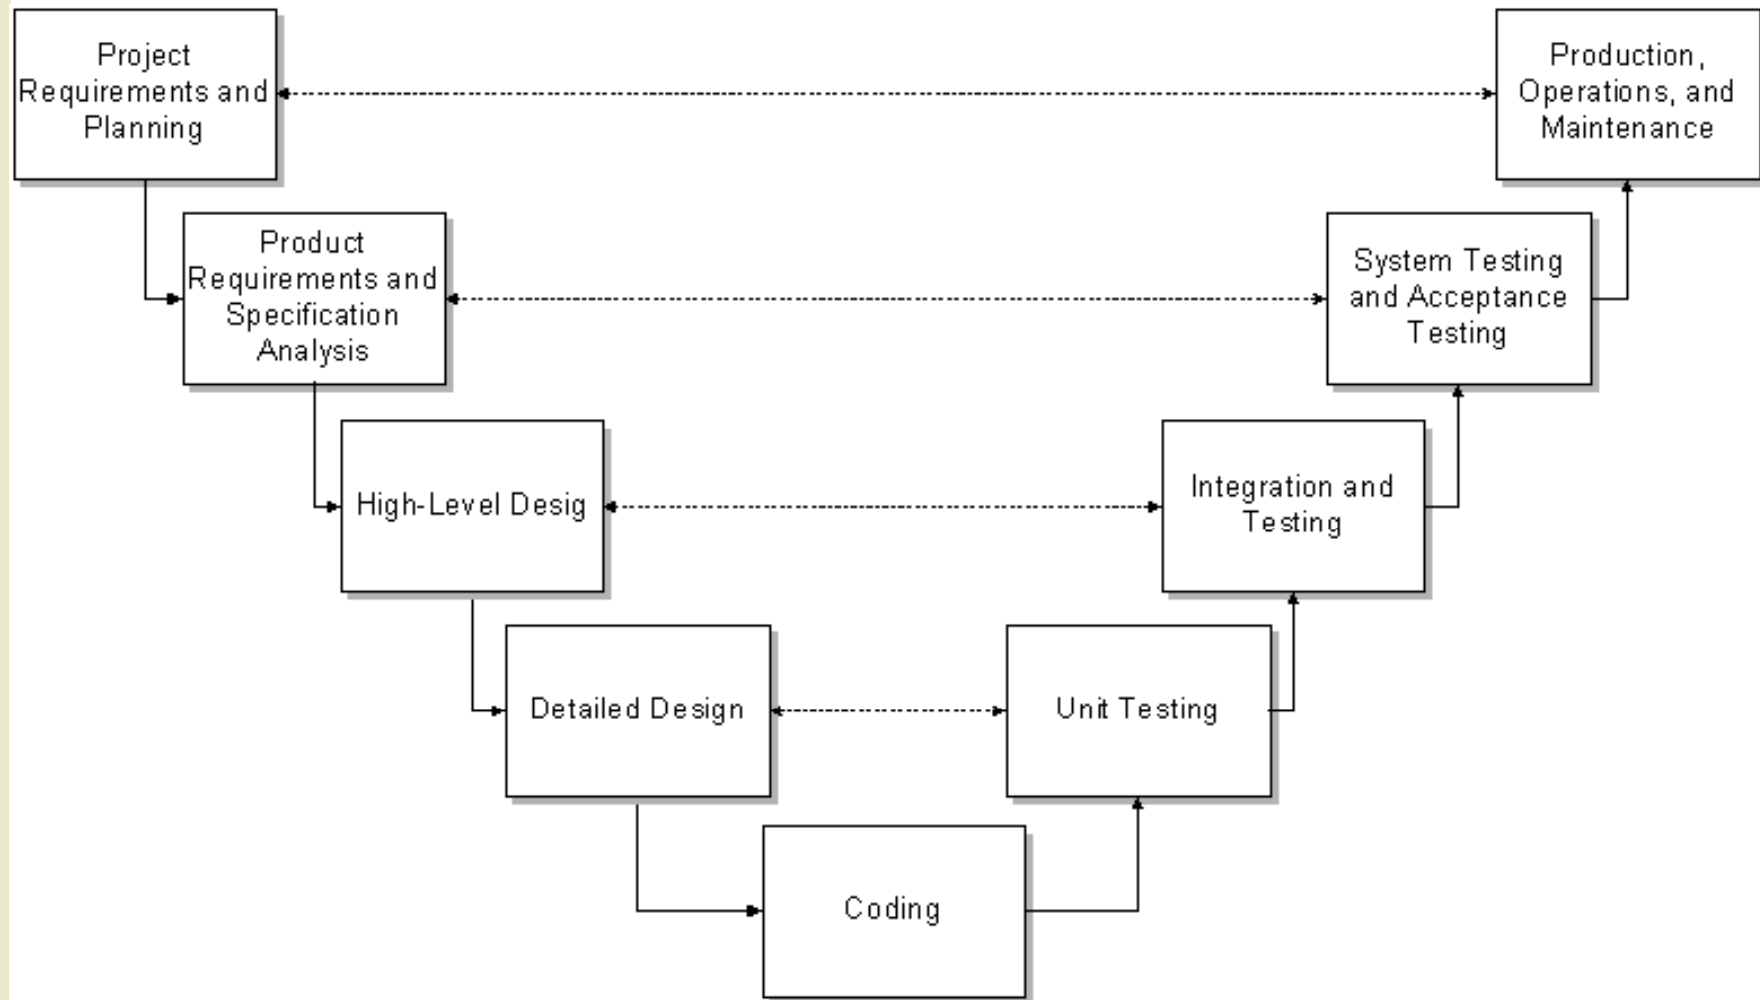 Project
Requirements and
Planning
Production,
Operations, and
Maintenance
Product
Requirements and
Specification
Analysis
System Testing
and Acceptance
Testing
High-Level Desig
Integration and
Testing
Detailed Design
Unit Testing
Coding